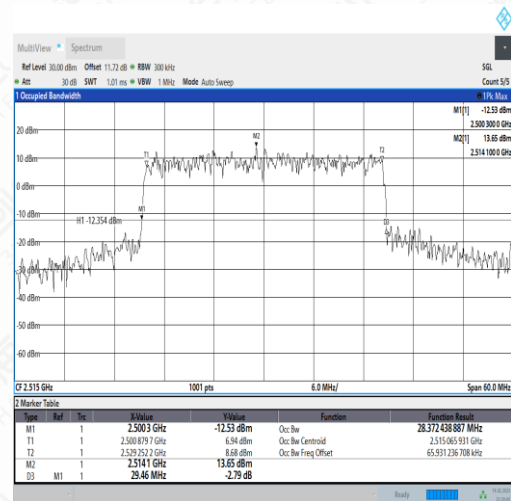 MultiView Spectrum
Ref Level 30.00 dBm Offset 11.72 dB RBW 300 kHz SGL
Att 30 dB SWT 1.01 ms VBW 1 MHz Mode Auto Sweep Count 5/5
1 Occupied Bandwidth 1Pk Max
M1[1] -12.53 dBm
2.500 300 0 GHz
M2[1] 13.65 dBm
2.514 100 0 GHz
20 dBm
M2
T1
T2
10 dBm
0 dBm
-10 dBm
M1
H1 -12.354 dBm
D3
-20 dBm
-30 dBm
-40 dBm
-50 dBm
-60 dBm
CF 2.515 GHz 1001 pts 6.0 MHz/ Span 60.0 MHz
2 Marker Table
Type Ref Trc X-Value Y-Value Function Function Result
M1 1 2.5003 GHz -12.53 dBm Occ Bw 28.372 438 887 MHz
T1 1 2.500 879 7 GHz 6.94 dBm Occ Bw Centroid 2.515 065 931 GHz
T2 1 2.529 252 2 GHz 8.68 dBm Occ Bw Freq Offset 65.931 236 708 kHz
M2 1 2.5141 GHz 13.65 dBm
D3 M1 1 29.46 MHz -2.79 dB
Ready